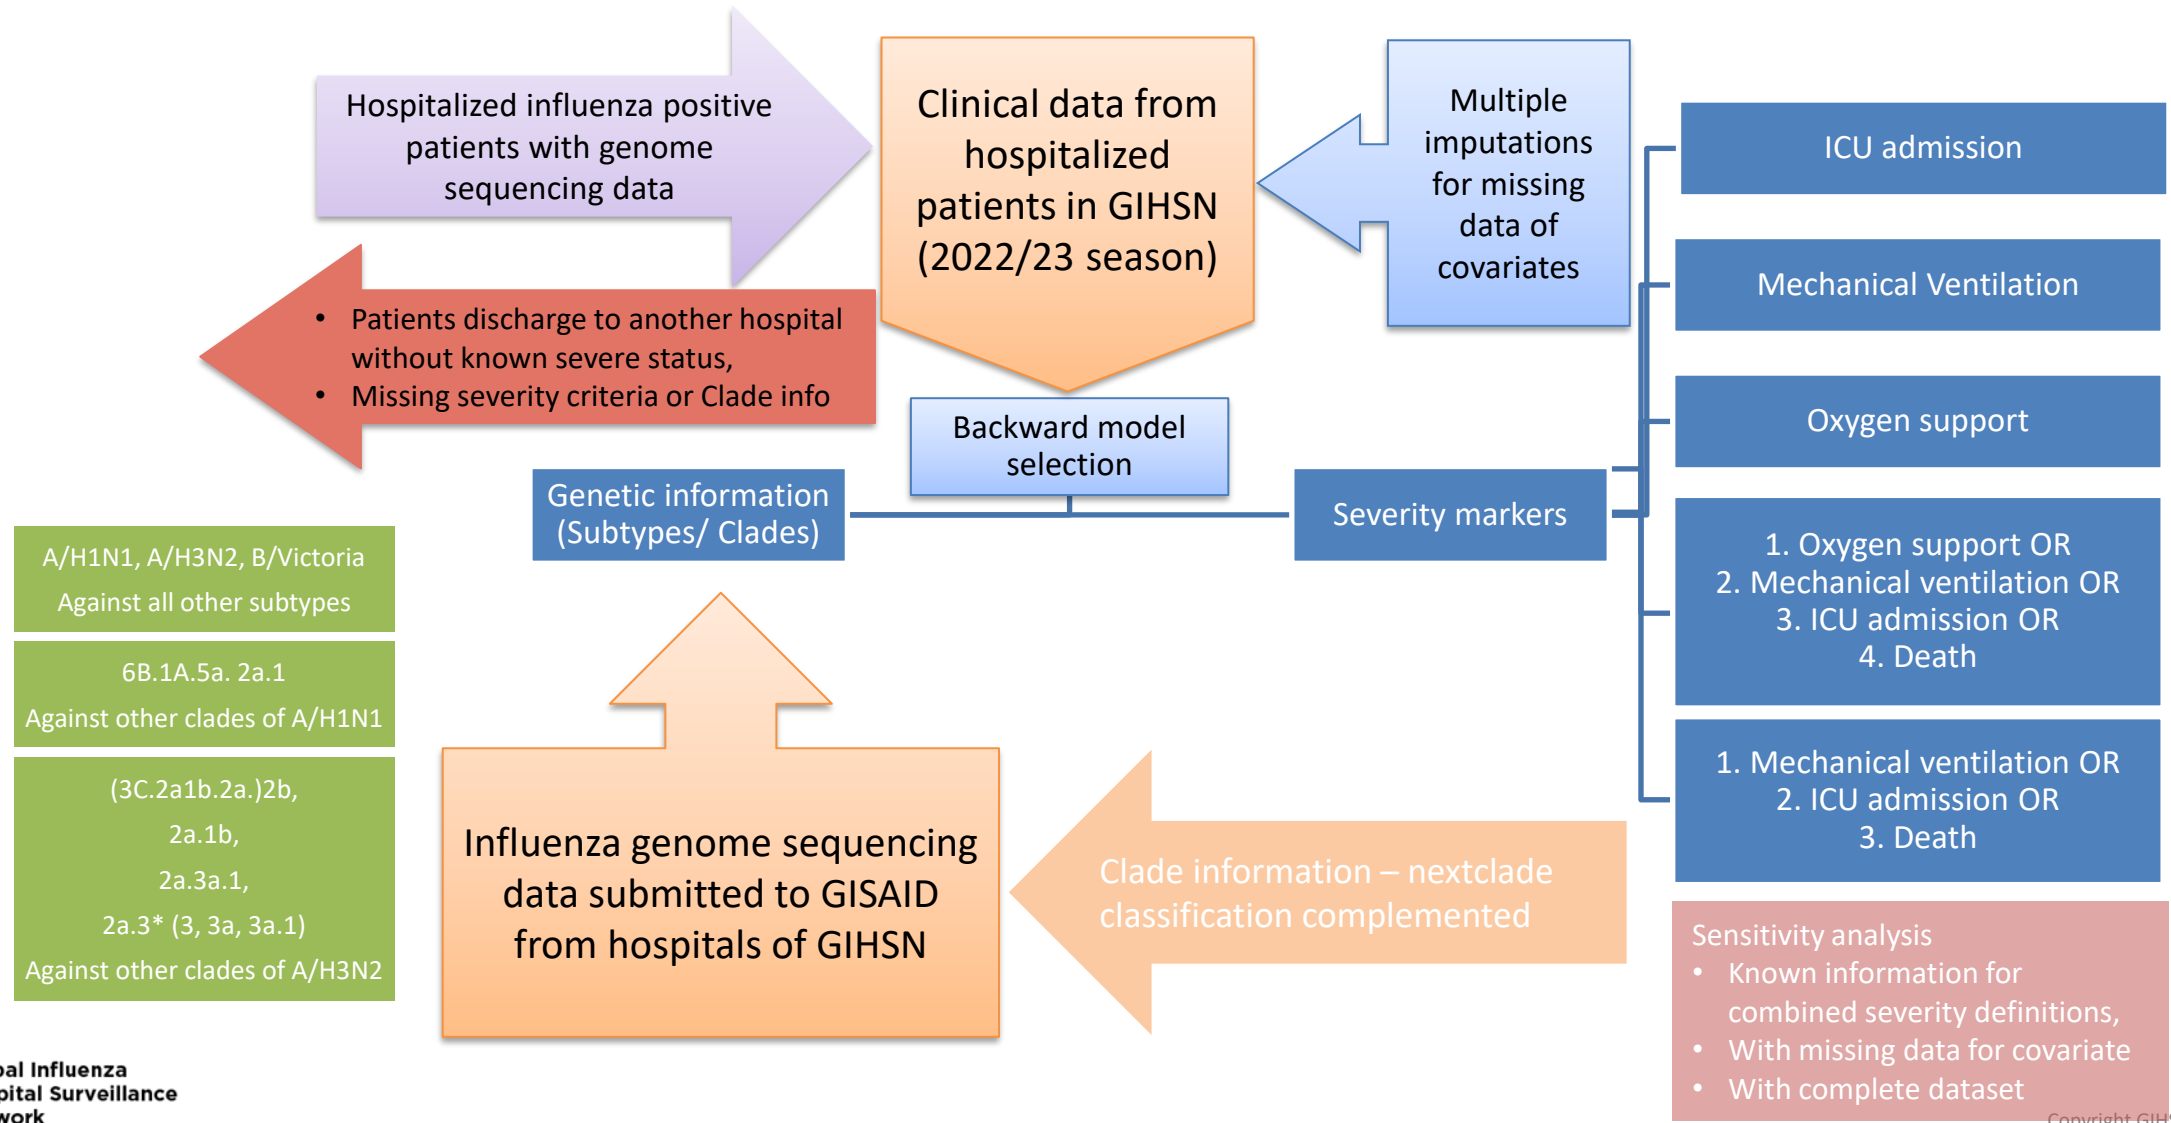 Hospitalized influenza positive
patients with genome
sequencing data
Clinical data from
hospitalized
patients in GIHSN
(2022/23 season)
Multiple
imputations
for missing
data of
covariates
ICU admission
Mechanical Ventilation
Oxygen support
• Patients discharge to another hospital
without known severe status,
• Missing severity criteria or Clade info
Backward model
selection
Genetic information
(Subtypes/ Clades)
Severity markers
1. Oxygen support OR
2. Mechanical ventilation OR
3. ICU admission OR
4. Death
1. Mechanical ventilation OR
2. ICU admission OR
3. Death
A/H1N1, A/H3N2, B/Victoria
Against all other subtypes
6B.1A.5a. 2a.1
Against other clades of A/H1N1
(3C.2a1b.2a.)2b,
2a.1b,
2a.3a.1,
2a.3* (3, 3a, 3a.1)
Against other clades of A/H3N2
Influenza genome sequencing
data submitted to GISAID
from hospitals of GIHSN
Clade information – nextclade
classification complemented
Sensitivity analysis
• Known information for
combined severity definitions,
• With missing data for covariate
• With complete dataset
bal Influenza
pital Surveillance
work
Copyright GIH